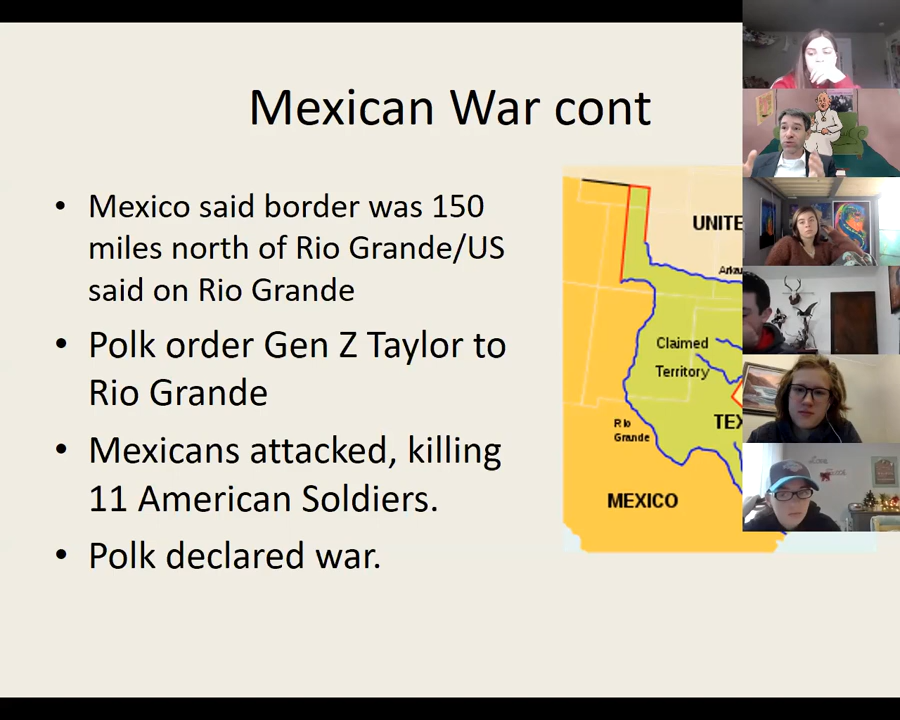 Mexican War cont
• Mexico said border was 150
miles north of Rio Grande/US
said on Rio Grande
• Polk order Gen Z Taylor to
Rio Grande
• Mexicans attacked, killing
11 American Soldiers.
• Polk declared war.
UNITE
Arka
Claimed
Territory
TEX
Rio
Grande
MEXICO